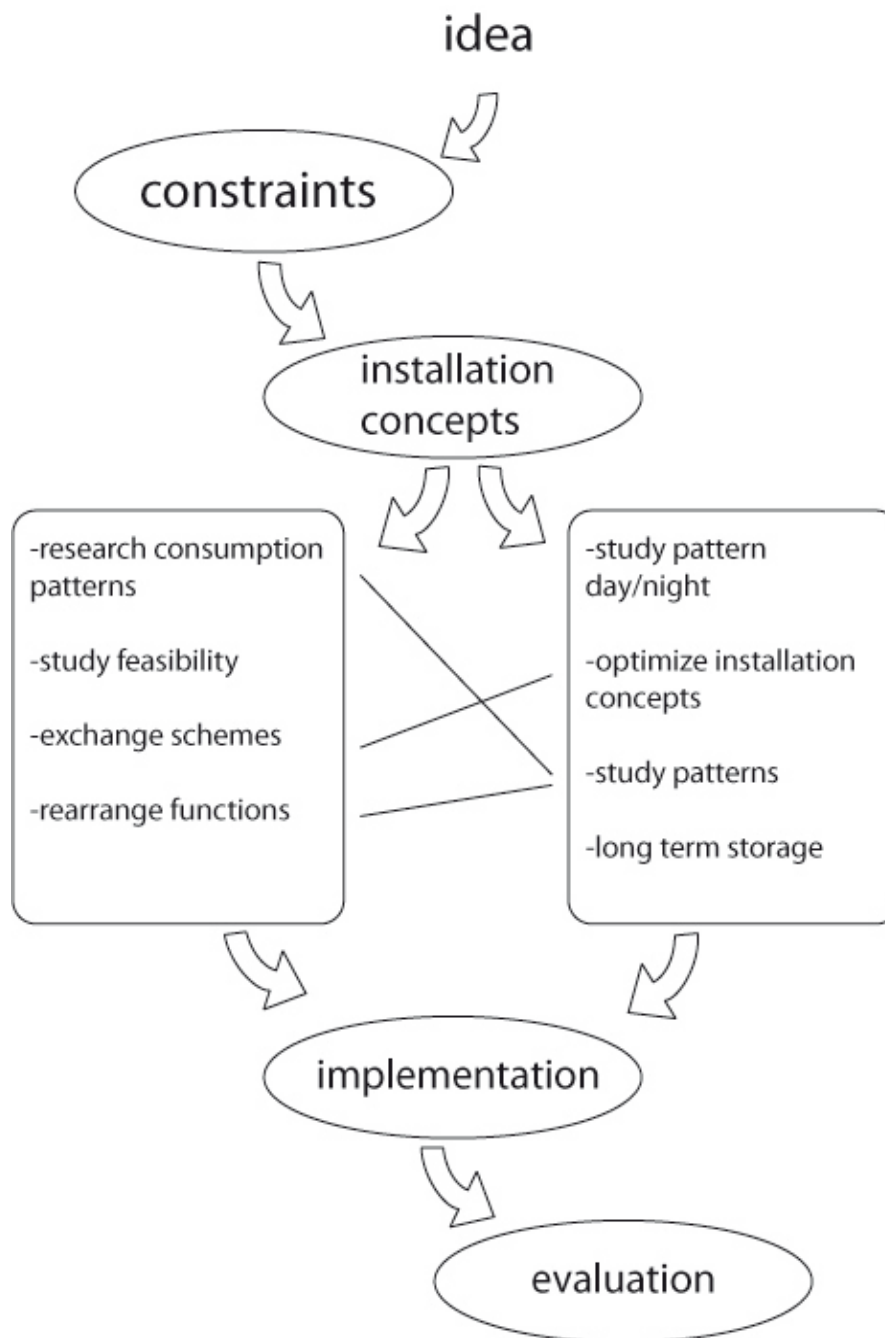 idea
constraints
installation
concepts
-research consumption
patterns
-study feasibility
-exchange schemes
-rearrange functions
-study pattern
day/night
-optimize installation
concepts
-study patterns
-long term storage
implementation
evaluation